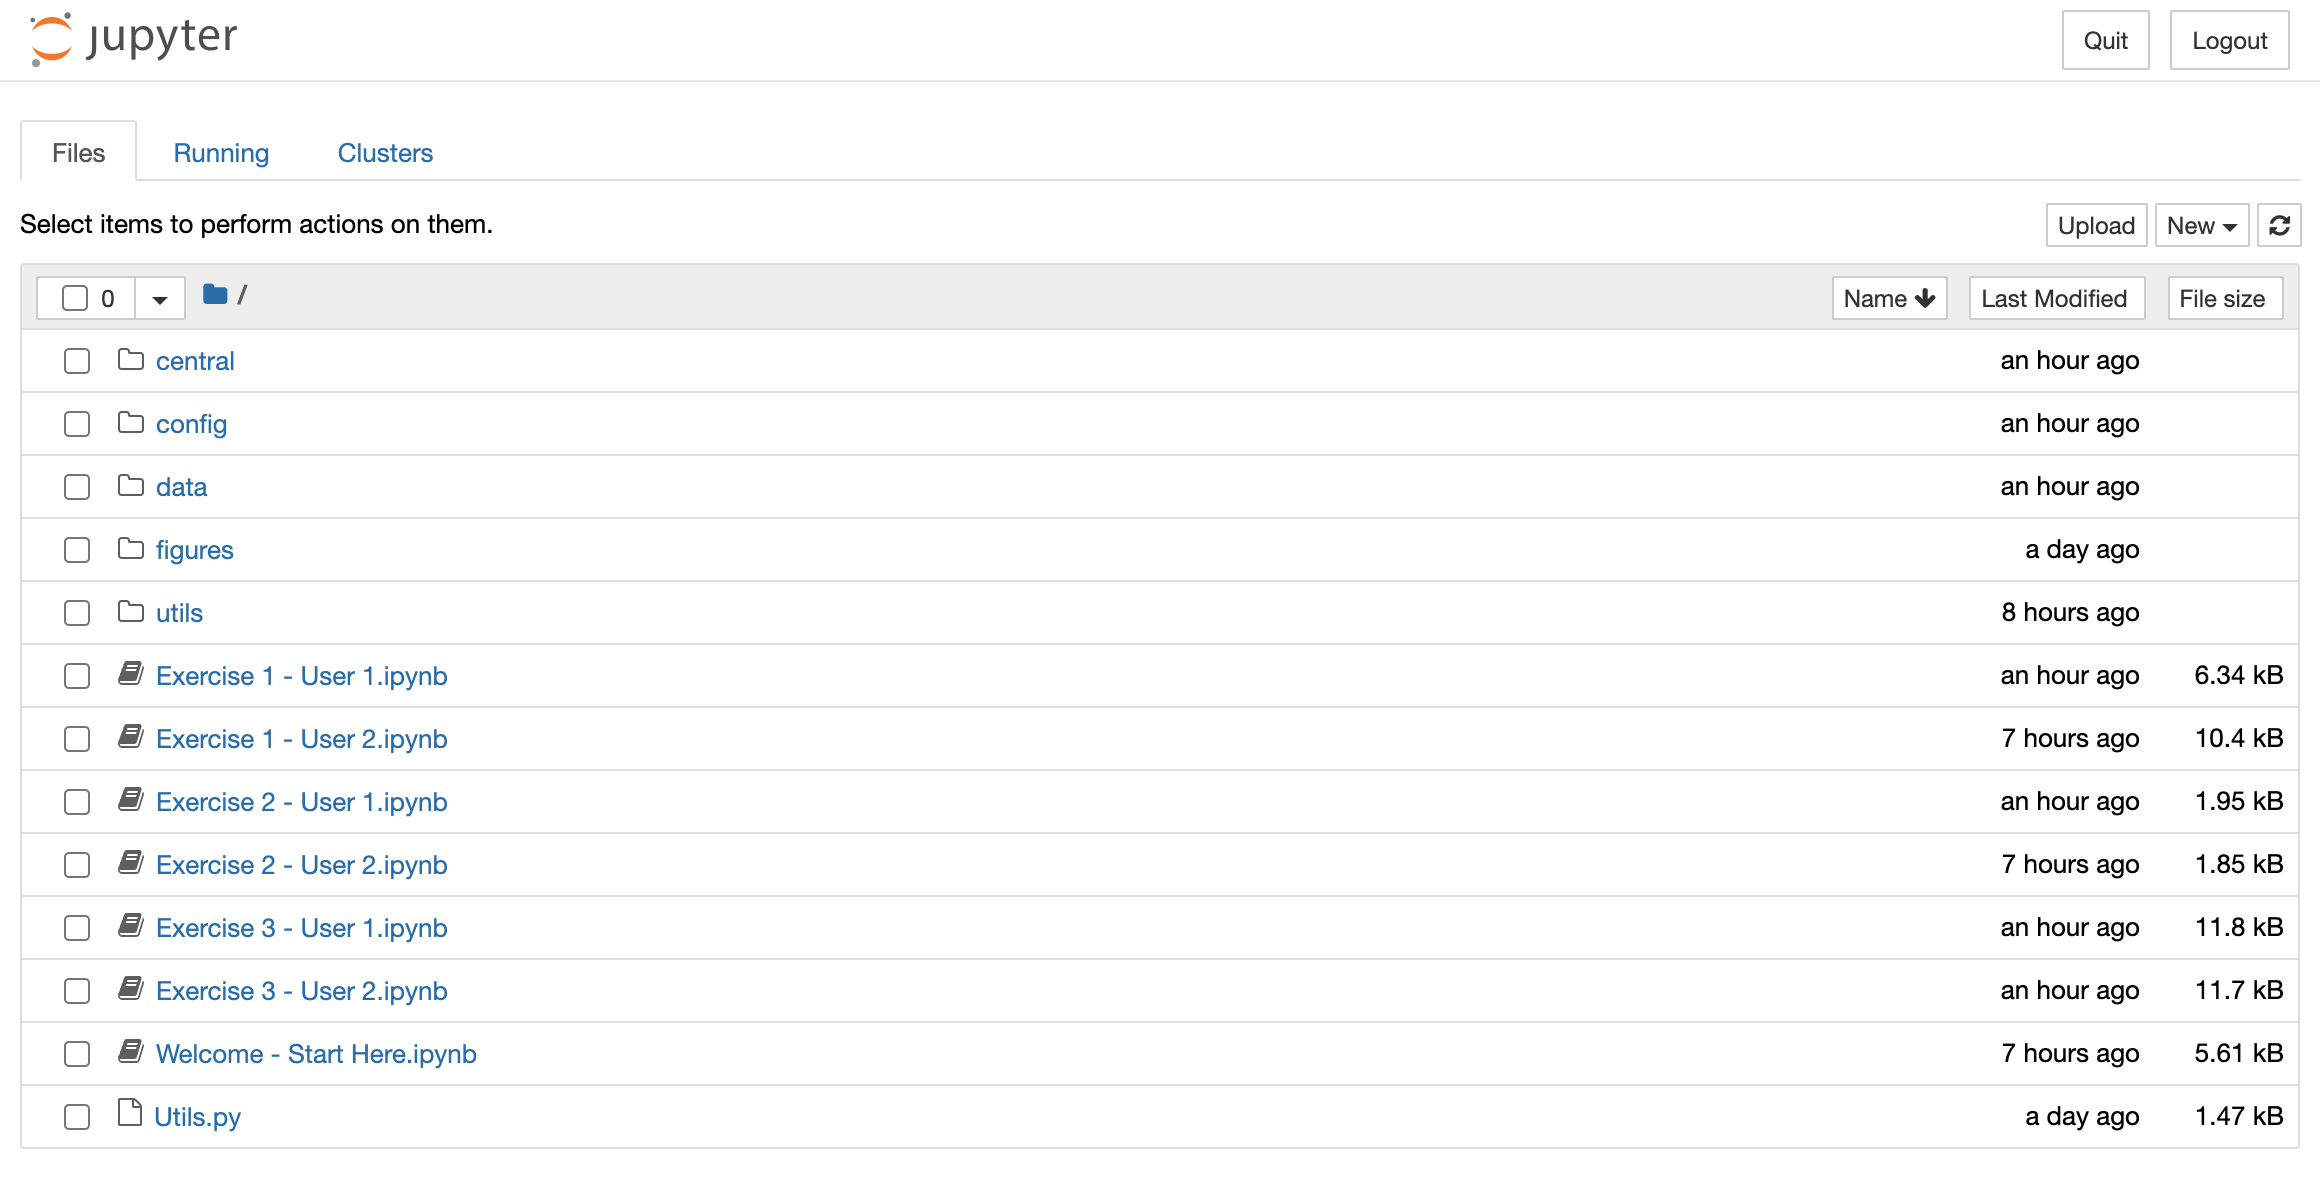 jupyter Quit Logout
Files Running Clusters
Select items to perform actions on them. Upload New
0 / Name Last Modified File size
central an hour ago
config an hour ago
data an hour ago
figures a day ago
utils 8 hours ago
Exercise 1 - User 1.ipynb an hour ago 6.34 kB
Exercise 1 - User 2.ipynb 7 hours ago 10.4 kB
Exercise 2 - User 1.ipynb an hour ago 1.95 kB
Exercise 2 - User 2.ipynb 7 hours ago 1.85 kB
Exercise 3 - User 1.ipynb an hour ago 11.8 kB
Exercise 3 - User 2.ipynb an hour ago 11.7 kB
Welcome - Start Here.ipynb 7 hours ago 5.61 kB
Utils.py a day ago 1.47 kB